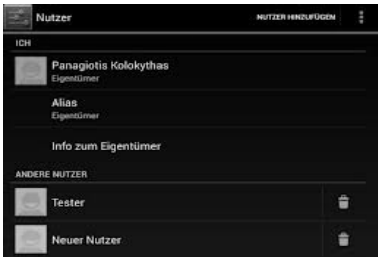 Nutzer
NUTZER HINZUFÜGEN
ICH
Panagiotis Kolokythas
Eigentümer
Alias
Eigentümer
Info zum Eigentümer
ANDERE NUTZER
Tester
Neuer Nutzer